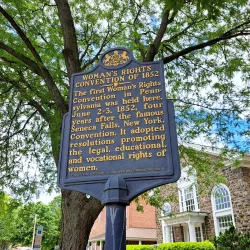 WOMAN'S RIGHTS
CONVENTION OF 1852
The first Woman's Rights
Convention in Penn-
sylvania was held here,
June 2-3, 1852, four
years after the famous
Seneca Falls, New York,
Convention. It adopted
resolutions promoting
the legal, educational,
and vocational rights of
women.